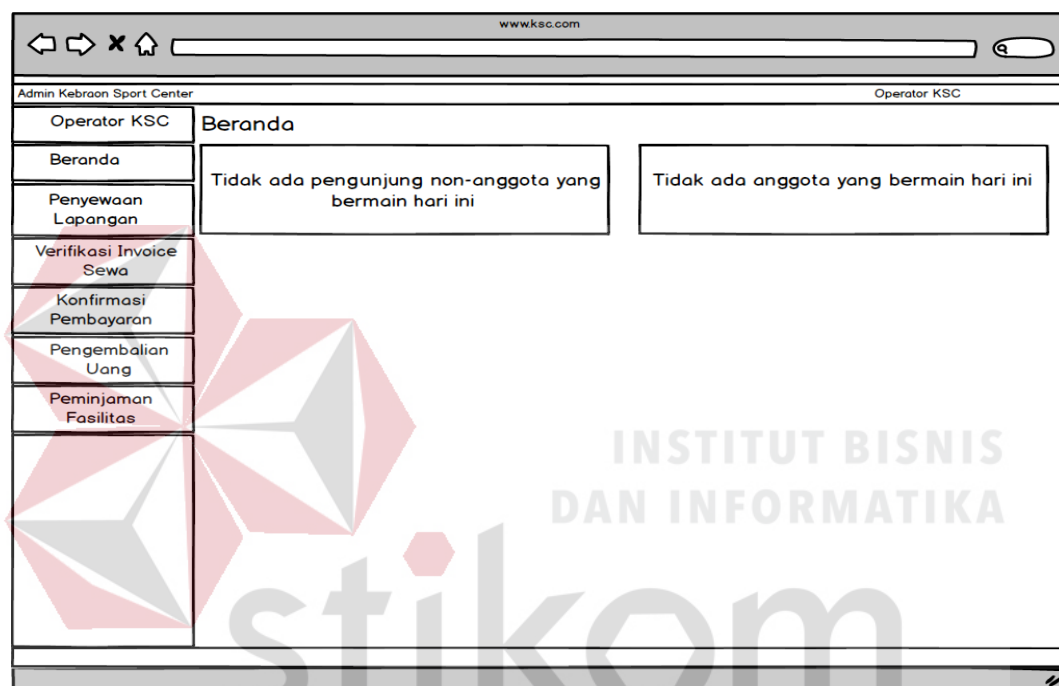 www.ksc.com
Admin Kebraon Sport Center
Operator KSC
Operator KSC
Beranda
Penyewaan
Lapangan
Verifikasi Invoice
Sewa
Konfirmasi
Pembayaran
Pengembalian
Uang
Peminjaman
Fasilitas
Beranda
Tidak ada pengunjung non-anggota yang
bermain hari ini
Tidak ada anggota yang bermain hari ini
INSTITUT BISNIS
DAN INFORMATIKA
stikom